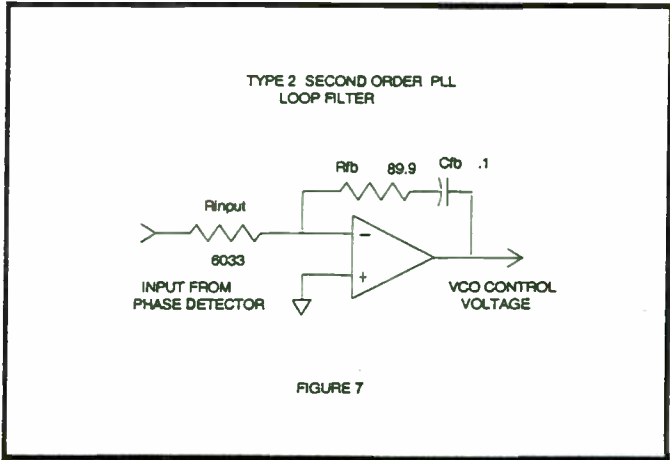 TYPE 2 SECOND ORDER PLL
LOOP FILTER
Rfb 89.9 Cfb .1
Rinput
6033
INPUT FROM
PHASE DETECTOR
VCO CONTROL
VOLTAGE
FIGURE 7